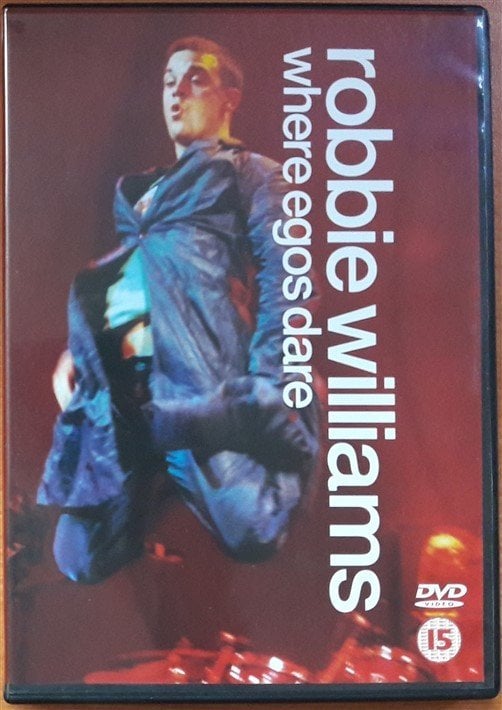 robbie williams
where egos dare
DVD
VIDEO
15